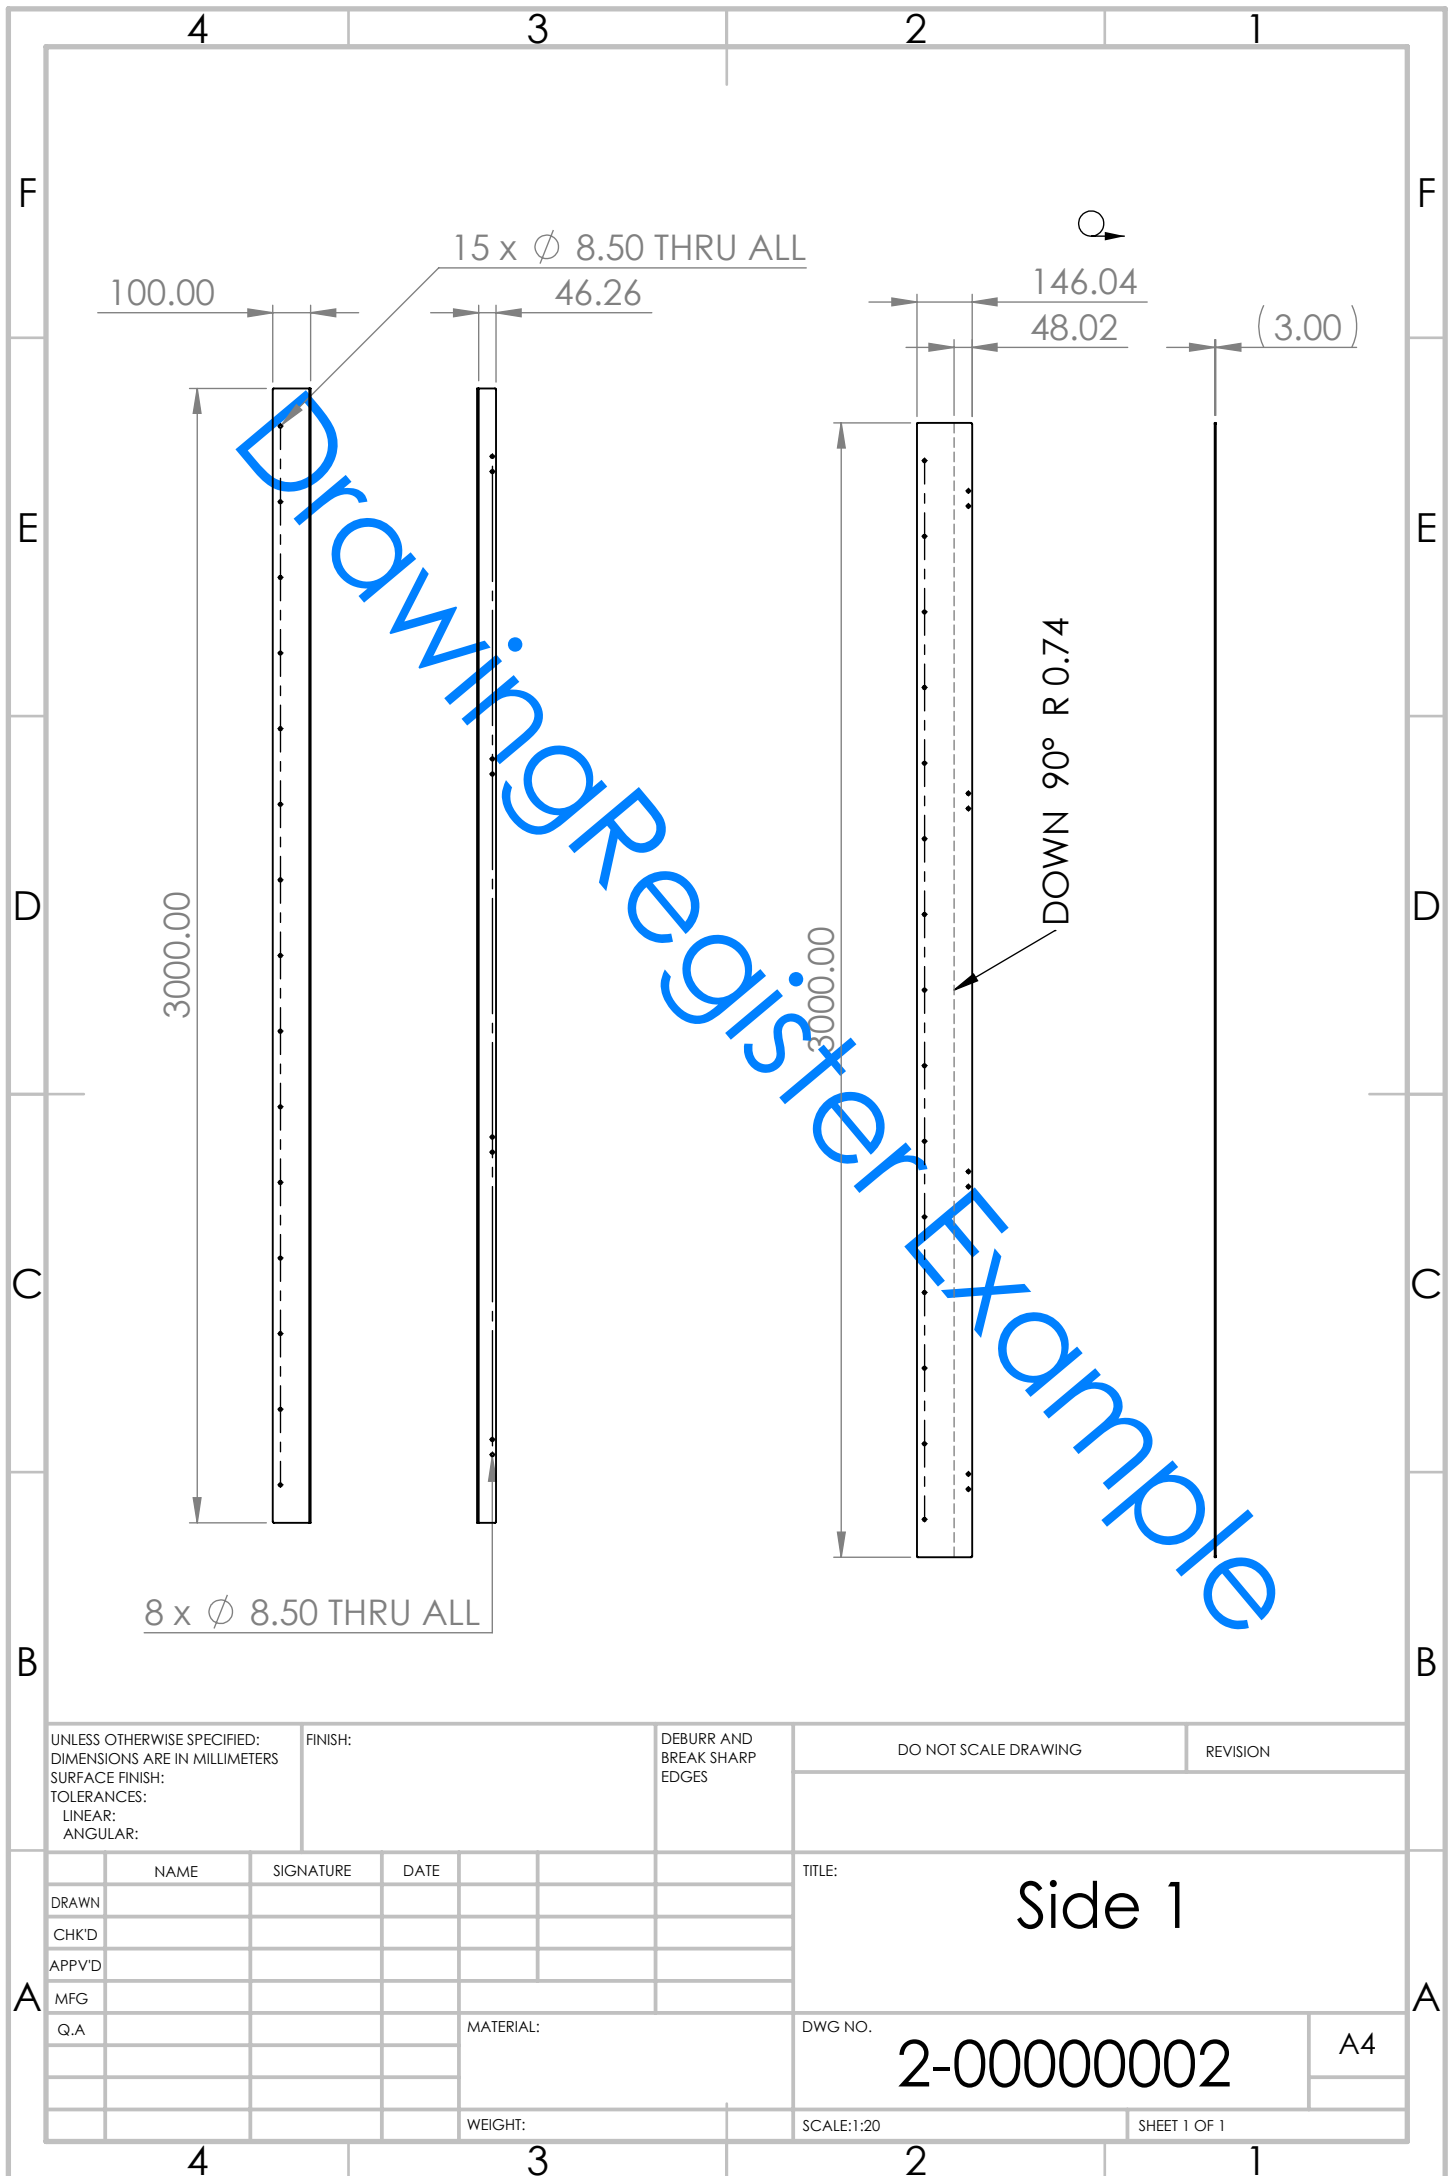 4 3 2 1
F F
15 x ∅ 8.50 THRU ALL
100.00 46.26 146.04
48.02 (3.00)
E E
DOWN 90° R 0.74
D D
3000.00 3000.00
DrawingRegister Example
C C
8 x ∅ 8.50 THRU ALL
B B
UNLESS OTHERWISE SPECIFIED:
DIMENSIONS ARE IN MILLIMETERS
SURFACE FINISH:
TOLERANCES:
LINEAR:
ANGULAR:
FINISH:
DEBURR AND
BREAK SHARP
EDGES
DO NOT SCALE DRAWING
REVISION
NAME SIGNATURE DATE
DRAWN
CHK'D
APPV'D
MFG
Q.A
TITLE:
Side 1
A A
MATERIAL:
DWG NO.
2-00000002
A4
WEIGHT:
SCALE:1:20
SHEET 1 OF 1
4 3 2 1